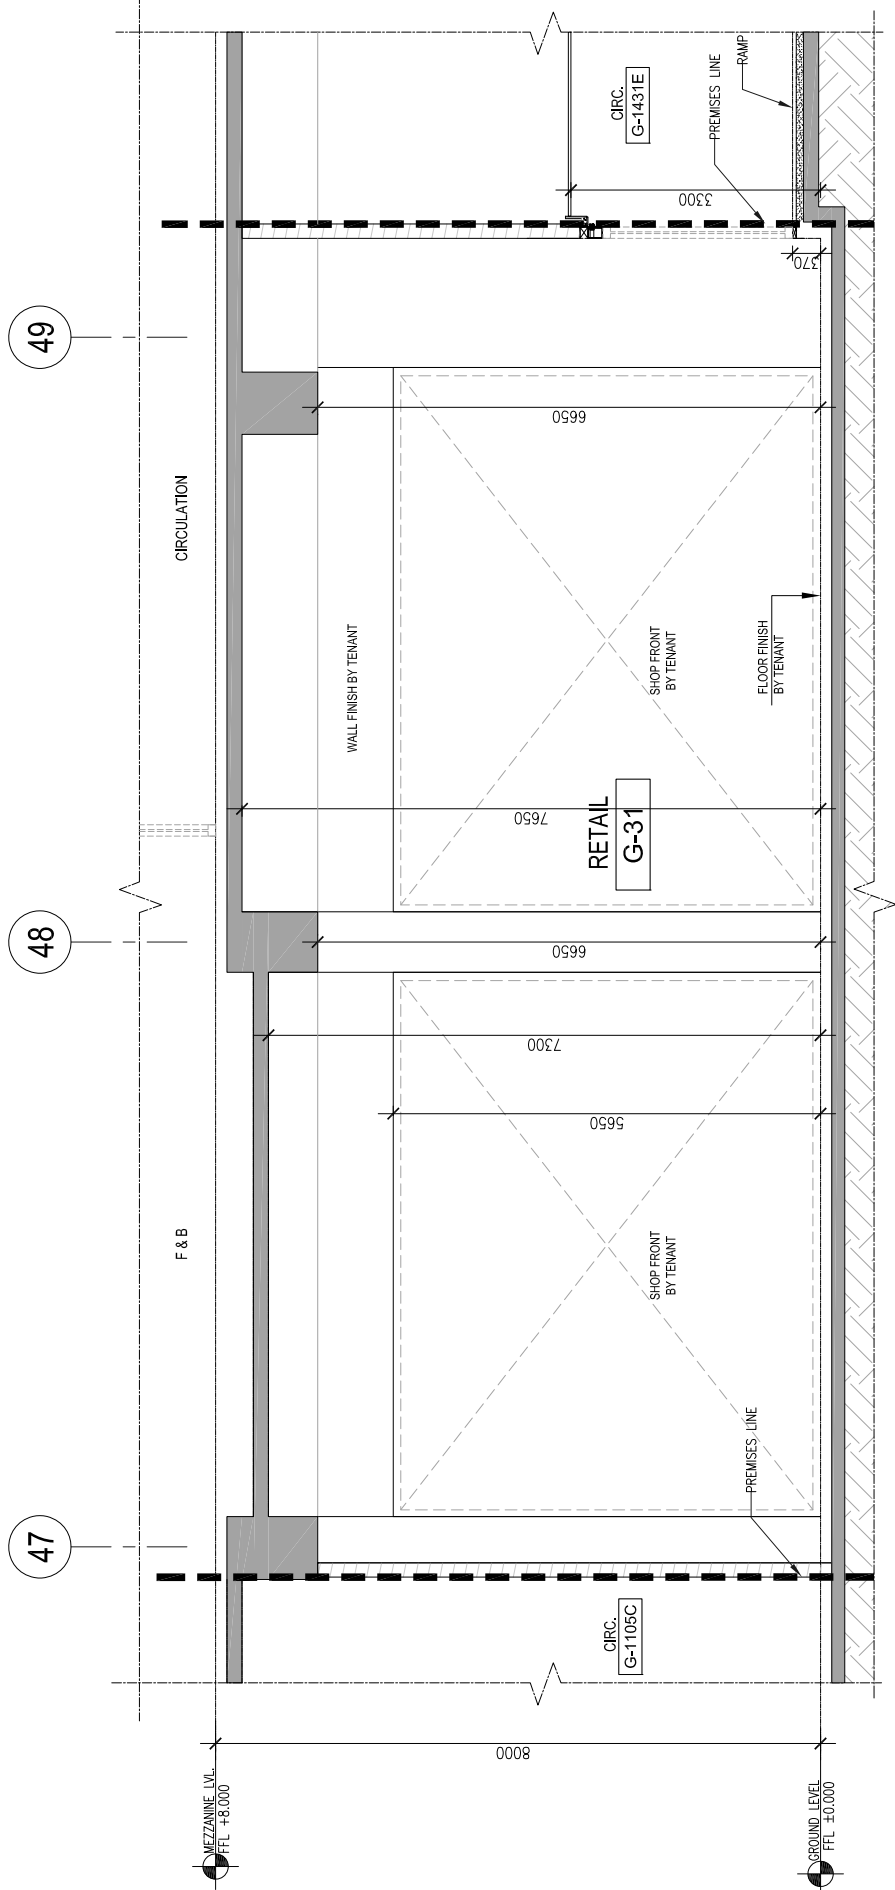 47
48
49
F & B
CIRCULATION
WALL FINISH BY TENANT
CIRC.
G-1431E
PREMISES LINE
RAMP
3300
370
6650
7650
6650
7300
5650
8000
RETAIL
G-31
SHOP FRONT
BY TENANT
SHOP FRONT
BY TENANT
FLOOR FINISH
BY TENANT
PREMISES LINE
CIRC.
G-1105C
MEZZANINE LVL.
FFL +8.000
GROUND LEVEL
FFL ±0.000